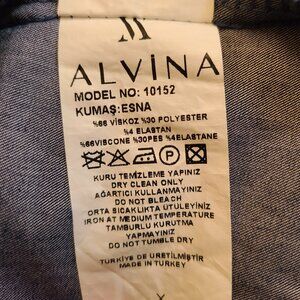 ALVİNA
MODEL NO: 10152
KUMAŞ:ESNA
%66 VİSKOZ %30 POLYESTER
%4 ELASTAN
%66VISCONE %30PES %4ELASTANE
P
KURU TEMİZLEME YAPINIZ
DRY CLEAN ONLY
AĞARTICI KULLANMAYINIZ
DO NOT BLEACH
ORTA SICAKLIKTA ÜTÜLEYİNİZ
IRON AT MEDIUM TEMPERATURE
TAMBURLU KURUTMA
YAPMAYINIZ
DO NOT TUMBLE DRY
TÜRKİYE'DE ÜRETİLMİŞTİR
MADE IN TURKEY